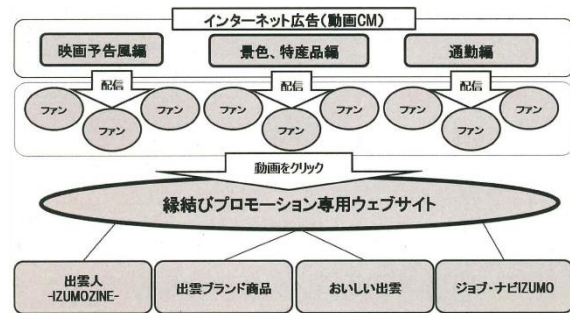 インターネット広告(動画CM)
映画予告風編
景色、特産品編
通勤編
配信
配信
配信
ファン
ファン
ファン
ファン
ファン
ファン
ファン
ファン
ファン
動画をクリック
縁結びプロモーション専用ウェブサイト
出雲人
-IZUMOZINE-
出雲ブランド商品
おいしい出雲
ジョブ・ナビIZUMO